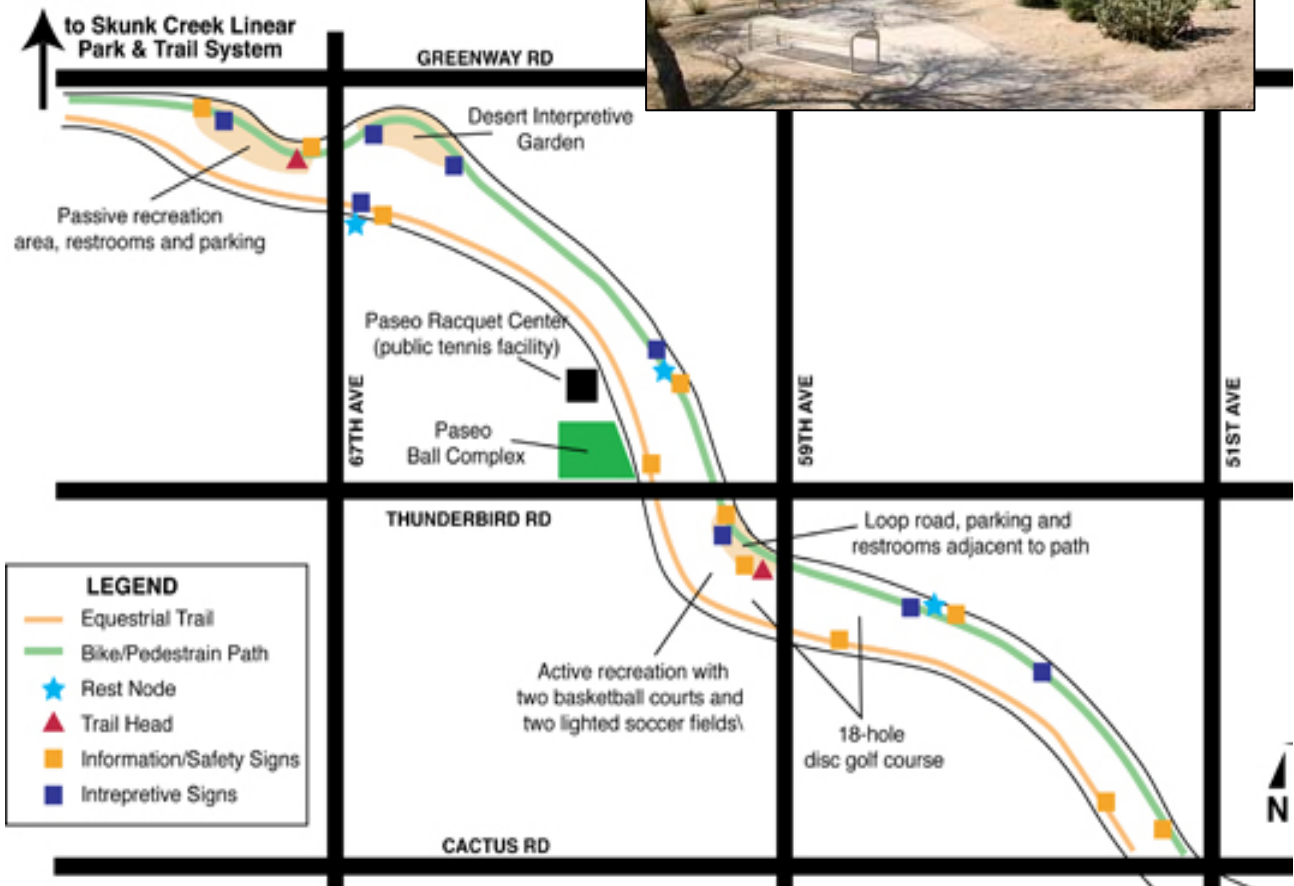 to Skunk Creek Linear
Park & Trail System
GREENWAY RD
Desert Interpretive
Garden
Passive recreation
area, restrooms and parking
Paseo Racquet Center
(public tennis facility)
67TH AVE
59TH AVE
51ST AVE
Paseo
Ball Complex
THUNDERBIRD RD
Loop road, parking and
restrooms adjacent to path
LEGEND
Equestrial Trail
Bike/Pedestrain Path
Rest Node
Trail Head
Information/Safety Signs
Intrepretive Signs
Active recreation with
two basketball courts and
two lighted soccer fields\
18-hole
disc golf course
N
CACTUS RD